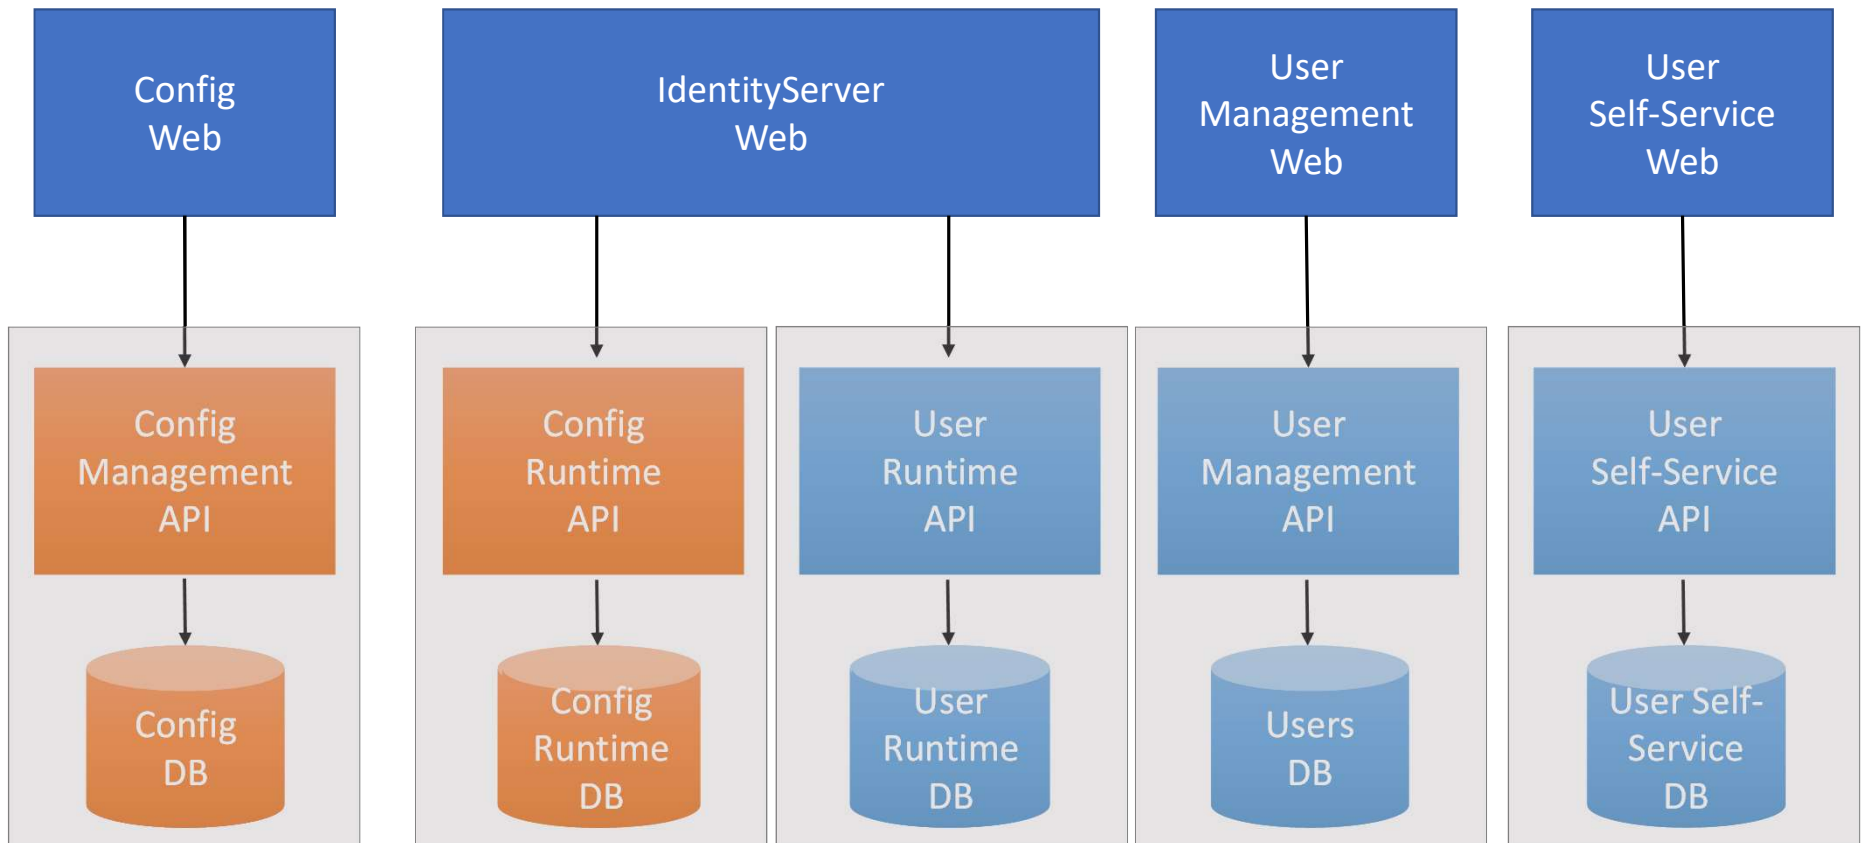 Config
Web
IdentityServer
Web
User
Management
Web
User
Self-Service
Web
Config
Management
API
Config
Runtime
API
User
Runtime
API
User
Management
API
User
Self-Service
API
Config
DB
Config
Runtime
DB
User
Runtime
DB
Users
DB
User Self-
Service
DB